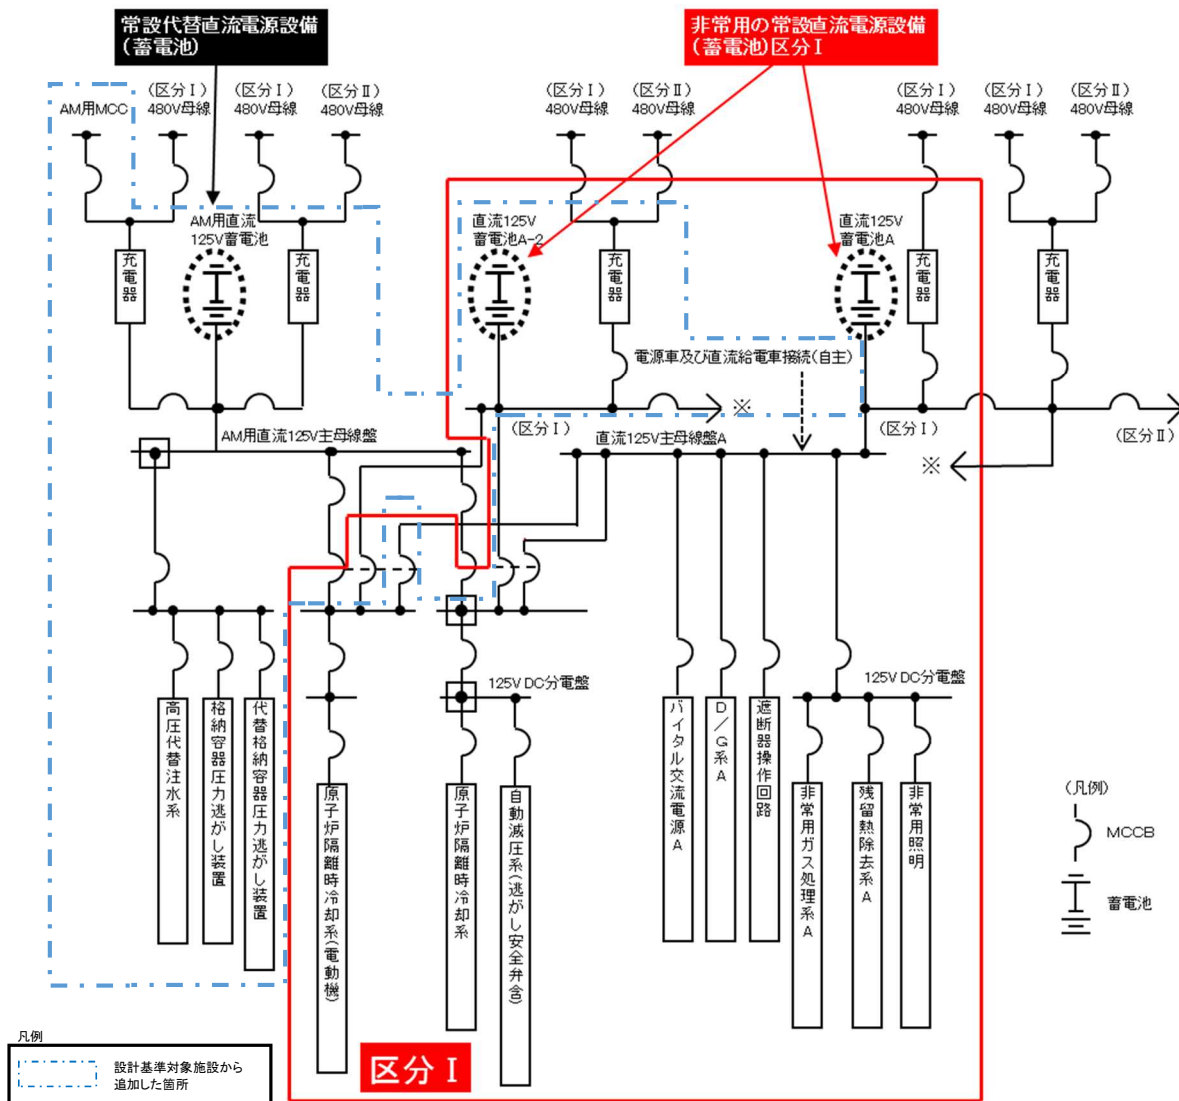 常設代替直流電源設備
(蓄電池)
非常用の常設直流電源設備
(蓄電池)区分Ⅰ
AM用MCC
(区分Ⅰ)
480V母線
(区分Ⅰ)
480V母線
(区分Ⅱ)
480V母線
(区分Ⅰ)
480V母線
(区分Ⅱ)
480V母線
(区分Ⅰ)
480V母線
(区分Ⅰ)
480V母線
(区分Ⅱ)
480V母線
AM用直流
125V蓄電池
直流125V
蓄電池A-2
直流125V
蓄電池A
充電器
充電器
充電器
充電器
充電器
電源車及び直流給電車接続(自主)
※
(区分Ⅰ)
(区分Ⅰ)
(区分Ⅱ)
AM用直流125V主母線盤
直流125V主母線盤A
※
125V DC分電盤
125V DC分電盤
高圧代替注水系
格納容器圧力逃がし装置
代替格納容器圧力逃がし装置
原子炉隔離時冷却系(電動機)
原子炉隔離時冷却系
自動減圧系(逃がし安全弁含)
バイタル交流電源A
D/G系A
遮断器操作回路
非常用ガス処理系A
残留熱除去系A
非常用照明
(凡例)
MCCB
蓄電池
区分Ⅰ
凡例
設計基準対象施設から
追加した箇所